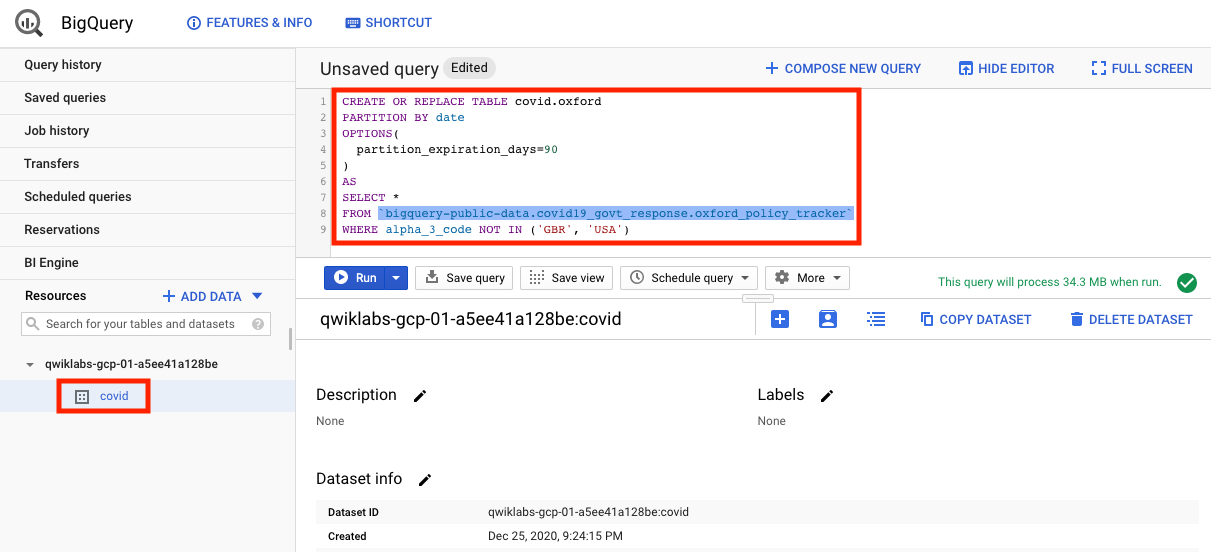 BigQuery
FEATURES & INFO
SHORTCUT
Query history
Saved queries
Job history
Transfers
Scheduled queries
Reservations
BI Engine
Resources
ADD DATA
Search for your tables and datasets
qwiklabs-gcp-01-a5ee41a128be
covid
Unsaved query Edited
COMPOSE NEW QUERY
HIDE EDITOR
FULL SCREEN
1 CREATE OR REPLACE TABLE covid.oxford
2 PARTITION BY date
3 OPTIONS(
4 partition_expiration_days=90
5 )
6 AS
7 SELECT *
8 FROM `bigquery-public-data.covid19_govt_response.oxford_policy_tracker`
9 WHERE alpha_3_code NOT IN ('GBR', 'USA')
Run
Save query
Save view
Schedule query
More
This query will process 34.3 MB when run.
qwiklabs-gcp-01-a5ee41a128be:covid
COPY DATASET
DELETE DATASET
Description
None
Labels
None
Dataset info
Dataset ID qwiklabs-gcp-01-a5ee41a128be:covid
Created Dec 25, 2020, 9:24:15 PM